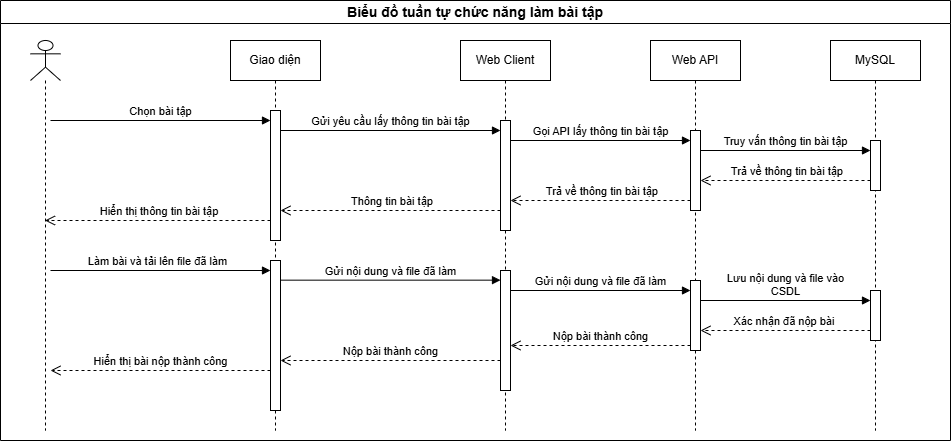 Biểu đồ tuần tự chức năng làm bài tập
Giao diện
Web Client
Web API
MySQL
Chọn bài tập
Gửi yêu cầu lấy thông tin bài tập
Gọi API lấy thông tin bài tập
Truy vấn thông tin bài tập
Trả về thông tin bài tập
Trả về thông tin bài tập
Thông tin bài tập
Hiển thị thông tin bài tập
Làm bài và tải lên file đã làm
Gửi nội dung và file đã làm
Gửi nội dung và file đã làm
Lưu nội dung và file vào
CSDL
Xác nhận đã nộp bài
Nộp bài thành công
Nộp bài thành công
Hiển thị bài nộp thành công